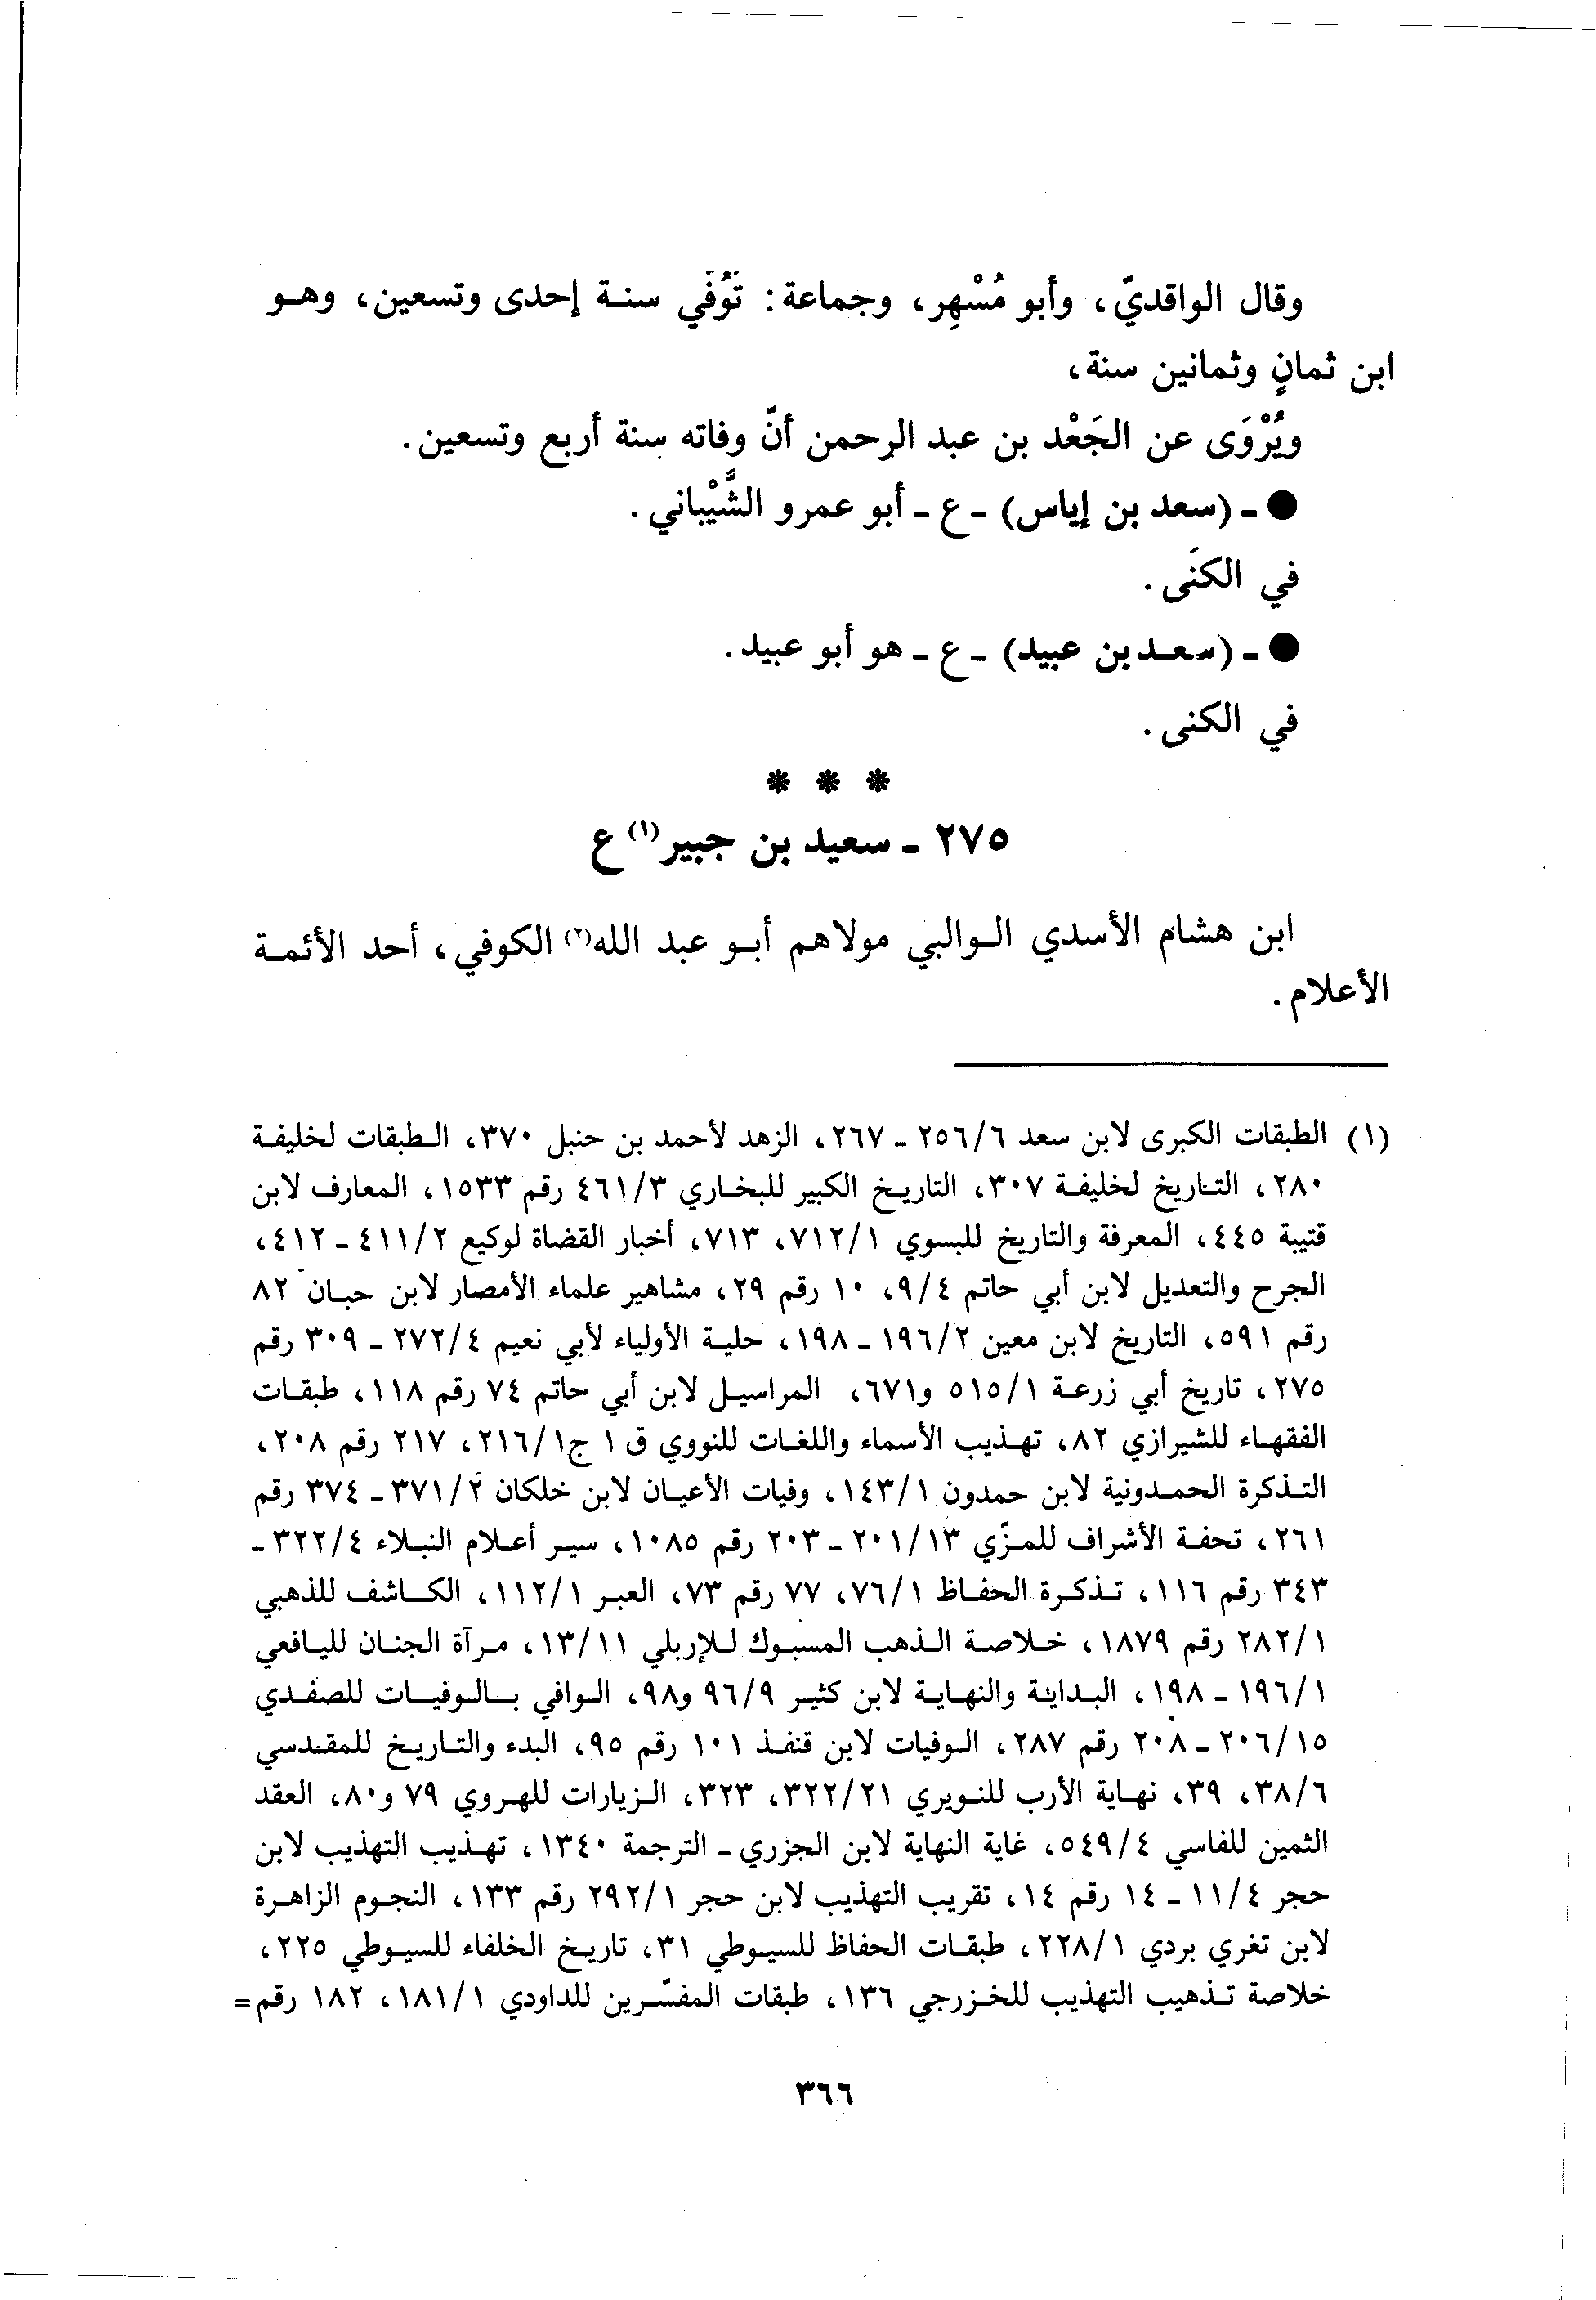 وقال الواقديّ، وأبو مُسْهِر، وجماعة: تَوُفَّي سنة إحدى وتسعين، وهو
ابن ثمانٍ وثمانين سنة،
ويُرْوَى عن الجَعْد بن عبد الرحمن أنّ وفاته سنة أربع وتسعين.
● - (سعد بن إياس) - ع - أبو عمرو الشَّيْباني.
في الكنَى.
● - (سعد بن عبيد) - ع - هو أبو عبيد.
في الكنى.
* * *
٢٧٥ - سعيد بن جبير(١) ع
ابن هشام الأسدي الوالبي مولاهم أبو عبد الله(٢) الكوفي، أحد الأئمة
الأعلام.
(١) الطبقات الكبرى لابن سعد ٢٥٦/٦ - ٢٦٧، الزهد لأحمد بن حنبل ٣٧٠، الطبقات لخليفة
٢٨٠، التاريخ لخليفة ٣٠٧، التاريخ الكبير للبخاري ٤٦١/٣ رقم ١٥٣٣، المعارف لابن
قتيبة ٤٤٥، المعرفة والتاريخ للبسوي ٧١٢/١، ٧١٣، أخبار القضاة لوكيع ٤١١/٢ - ٤١٢،
الجرح والتعديل لابن أبي حاتم ٩/٤، ١٠ رقم ٢٩، مشاهير علماء الأمصار لابن حبان ٨٢
رقم ٥٩١، التاريخ لابن معين ١٩٦/٢ - ١٩٨، حلية الأولياء لأبي نعيم ٢٧٢/٤ - ٣٠٩ رقم
٢٧٥، تاريخ أبي زرعة ٥١٥/١ و٦٧١، المراسيل لابن أبي حاتم ٧٤ رقم ١١٨، طبقات
الفقهاء للشيرازي ٨٢، تهذيب الأسماء واللغات للنووي ق ١ ج٢١٦/١، ٢١٧ رقم ٢٠٨،
التذكرة الحمدونية لابن حمدون ١٤٣/١، وفيات الأعيان لابن خلكان ٣٧١/٢ - ٣٧٤ رقم
٢٦١، تحفة الأشراف للمزّي ٢٠١/١٣ - ٢٠٣ رقم ١٠٨٥، سير أعلام النبلاء ٣٢٢/٤ -
٣٤٣ رقم ١١٦، تذكرة الحفاظ ٧٦/١، ٧٧ رقم ٧٣، العبر ١١٢/١، الكاشف للذهبي
٢٨٢/١ رقم ١٨٧٩، خلاصة الذهب المسبوك للإربلي ١٣/١١، مرآة الجنان لليافعي
١٩٦/١ - ١٩٨، البداية والنهاية لابن كثير ٩٦/٩ و٩٨، الوافي بالوفيات للصفدي
٢٠٦/١٥ - ٢٠٨ رقم ٢٨٧، الوفيات لابن قنفذ ١٠١ رقم ٩٥، البدء والتاريخ للمقدسي
٣٨/٦، ٣٩، نهاية الأرب للنويري ٣٢٢/٢١، ٣٢٣، الزيارات للهروي ٧٩ و٨٠، العقد
الثمين للفاسي ٥٤٩/٤، غاية النهاية لابن الجزري - الترجمة ١٣٤٠، تهذيب التهذيب لابن
حجر ١١/٤ - ١٤ رقم ١٤، تقريب التهذيب لابن حجر ٢٩٢/١ رقم ١٣٣، النجوم الزاهرة
لابن تغري بردي ٢٢٨/١، طبقات الحفاظ للسيوطي ٣١، تاريخ الخلفاء للسيوطي ٢٢٥،
خلاصة تذهيب التهذيب للخزرجي ١٣٦، طبقات المفسّرين للداودي ١٨١/١، ١٨٢ رقم=
٣٦٦